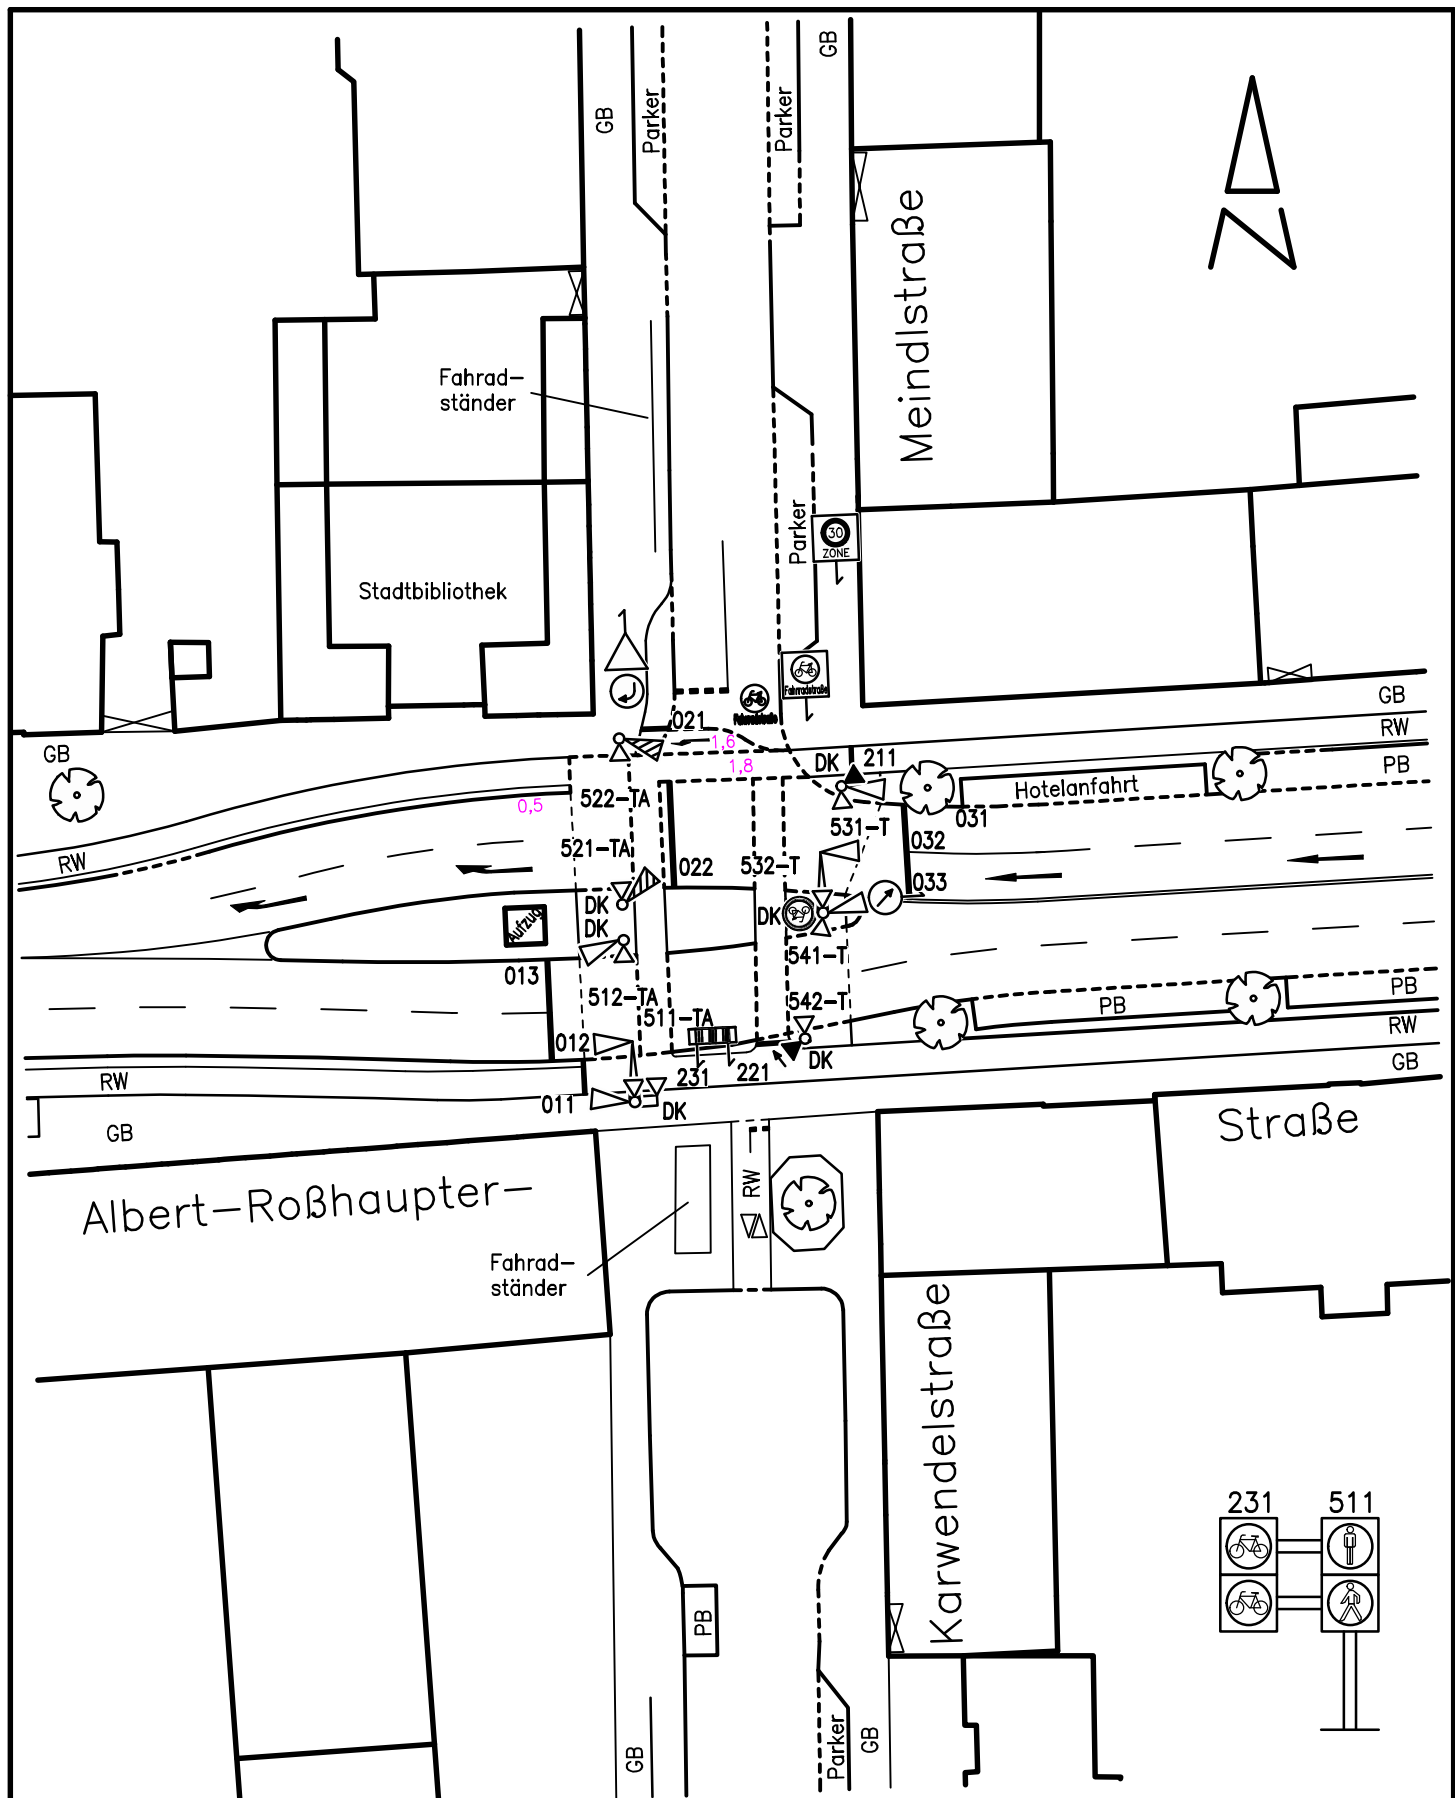 GB
Parker
Parker
GB
Meindlstraße
N
Fahrad-
ständer
Parker
30
ZONE
Stadtbibliothek
Fahrradstraße
Fahrradstraße
GB
RW
PB
GB
021
1,6
1,8
DK
211
Hotelanfahrt
0,5
522-TA
531-T
031
032
521-TA
022
532-T
033
RW
Aufzug
DK
DK
DK
541-T
013
512-TA
542-T
511-TA
PB
PB
RW
GB
012
231
221
DK
RW
011
DK
GB
Straße
Albert-Roßhaupter-
RW
Fahrad-
ständer
Karwendelstraße
231
511
PB
GB
Parker
GB